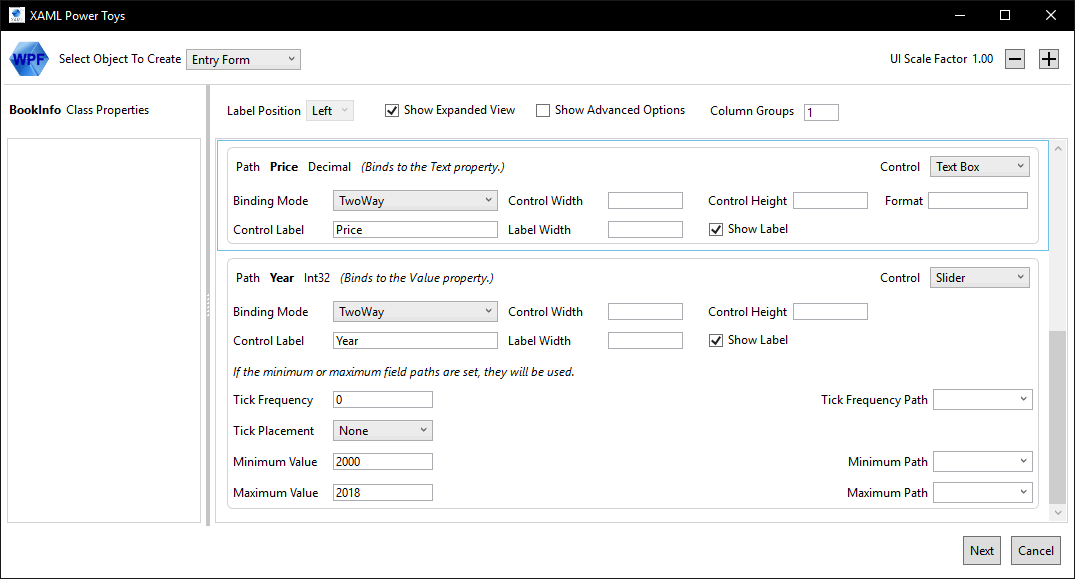 XAML Power Toys
WPF Select Object To Create Entry Form UI Scale Factor 1.00
BookInfo Class Properties
Label Position Left Show Expanded View Show Advanced Options Column Groups 1
Path Price Decimal (Binds to the Text property.) Control Text Box
Binding Mode TwoWay Control Width Control Height Format
Control Label Price Label Width Show Label
Path Year Int32 (Binds to the Value property.) Control Slider
Binding Mode TwoWay Control Width Control Height
Control Label Year Label Width Show Label
If the minimum or maximum field paths are set, they will be used.
Tick Frequency 0 Tick Frequency Path
Tick Placement None
Minimum Value 2000 Minimum Path
Maximum Value 2018 Maximum Path
Next Cancel